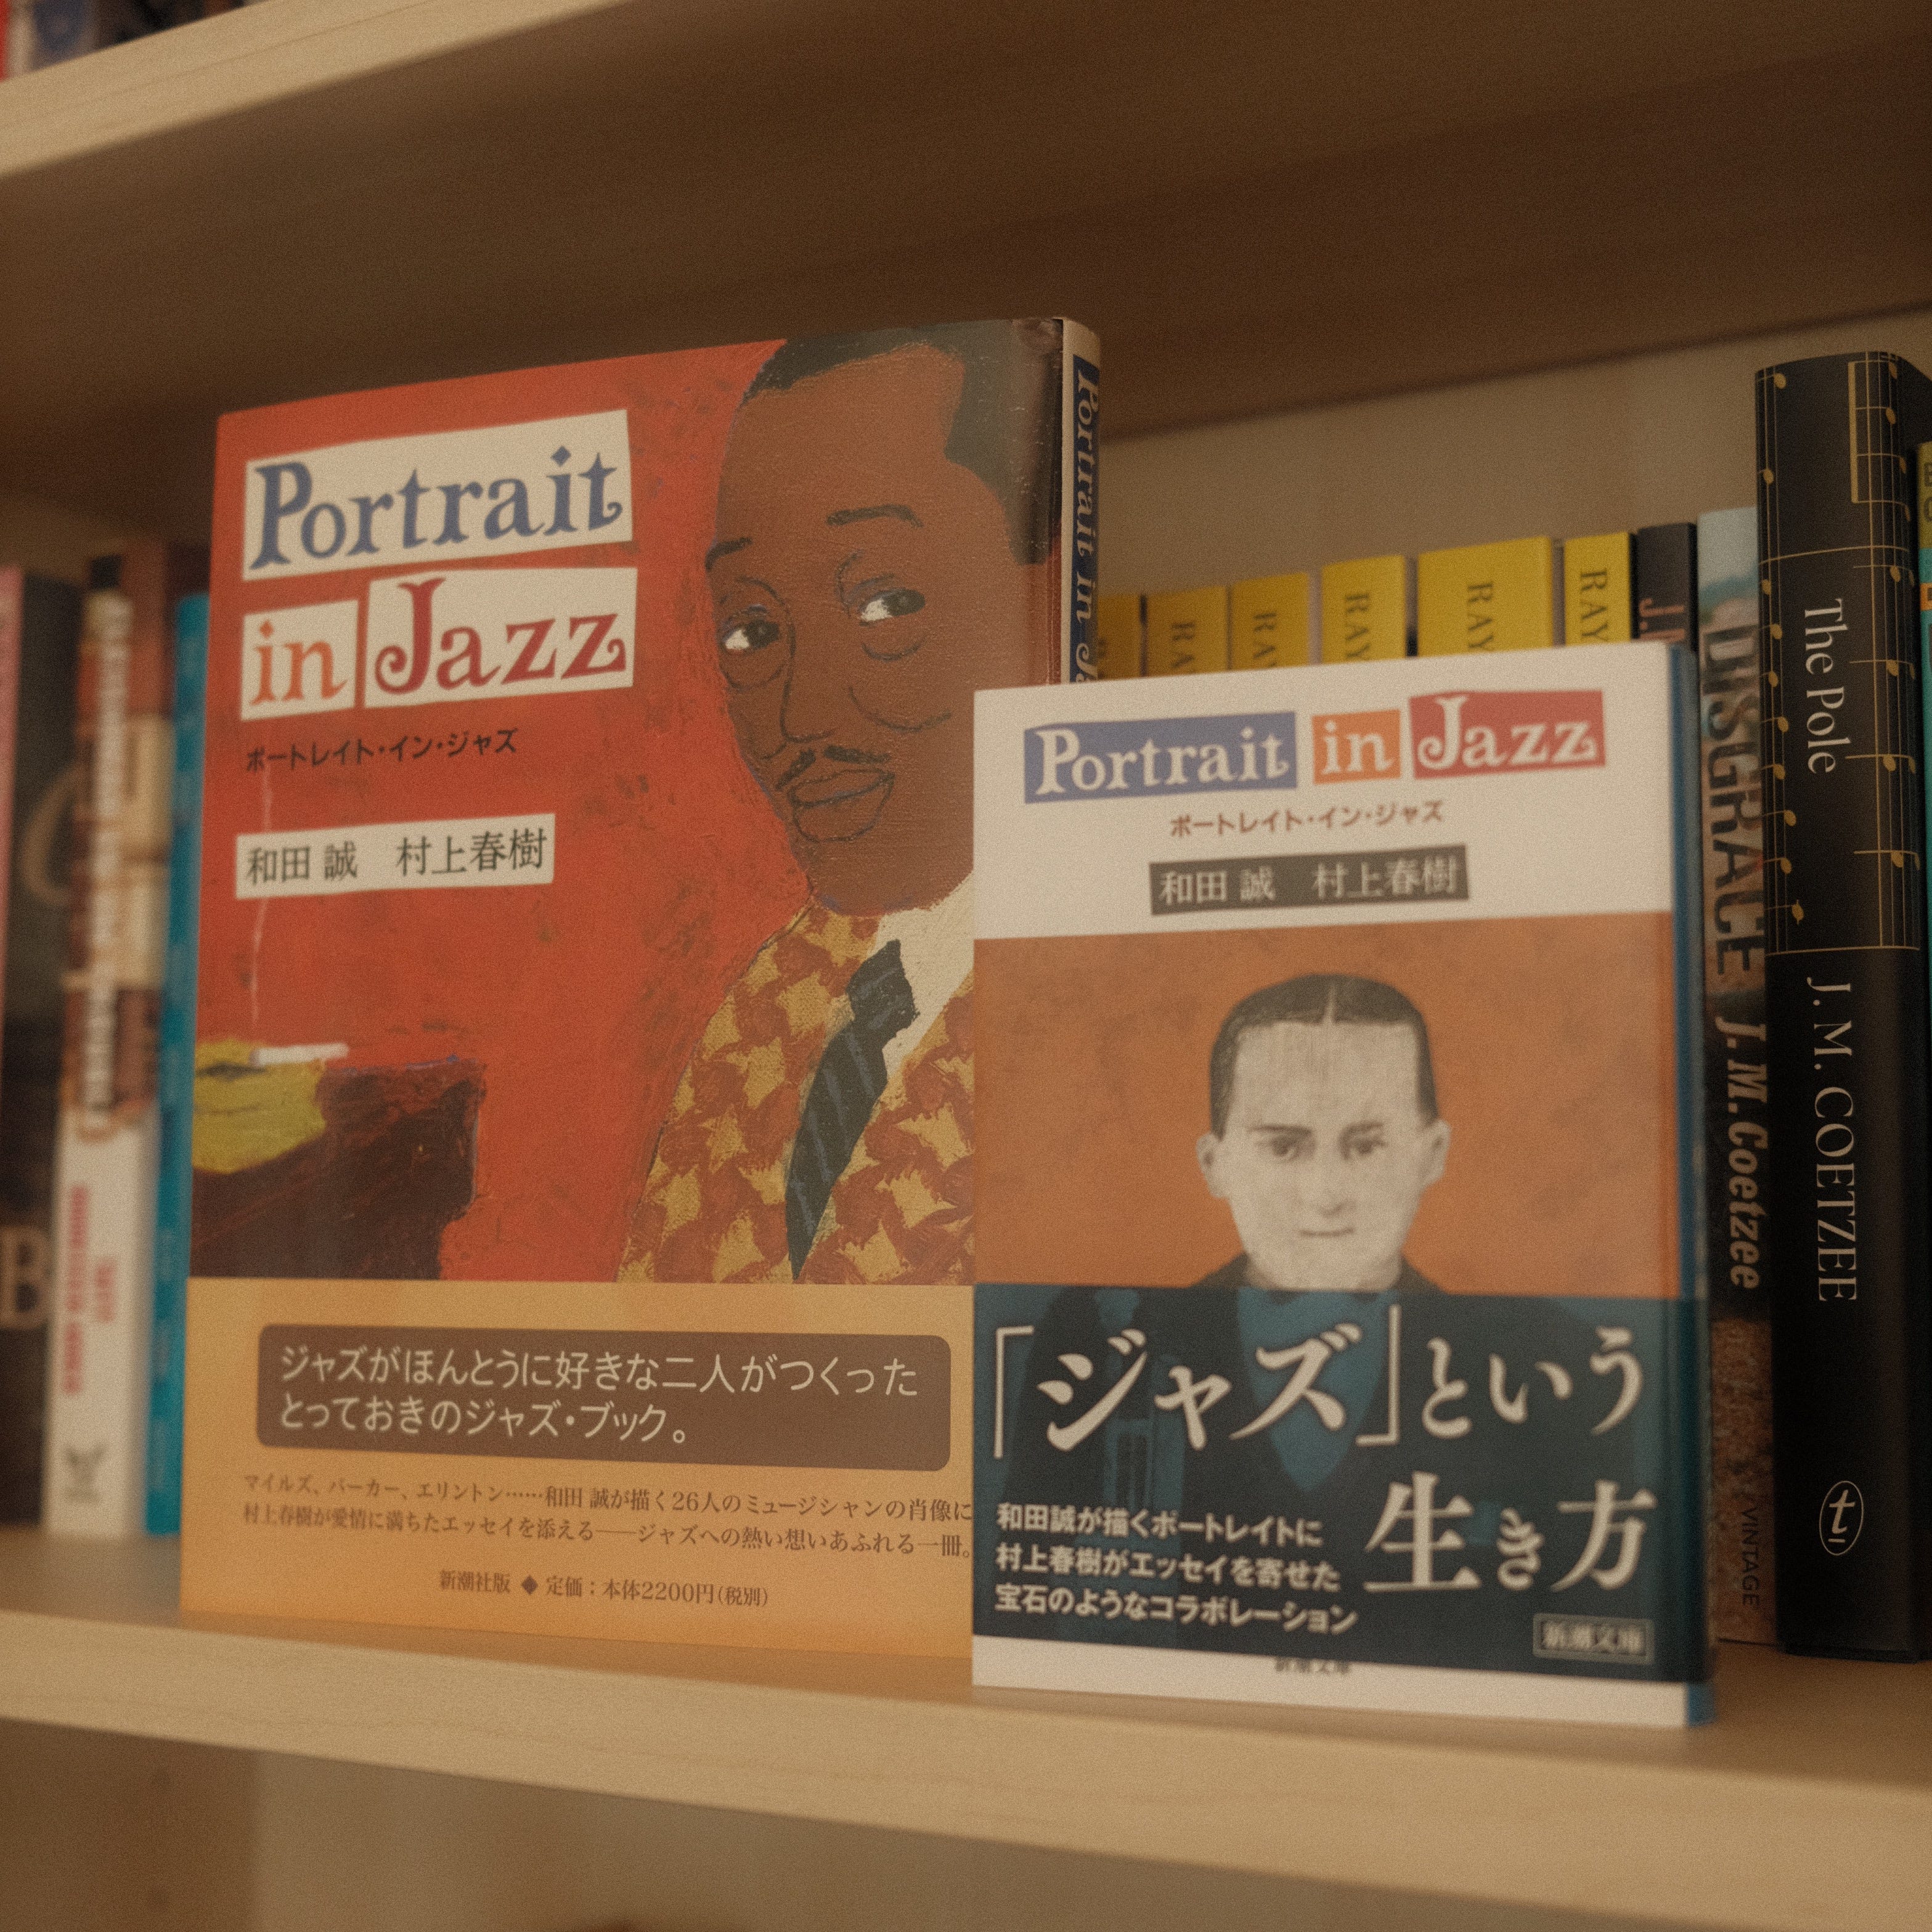 Portrait
in Jazz
ポートレイト・イン・ジャズ
和田 誠 村上春樹
ジャズがほんとうに好きな二人がつくった
とっておきのジャズ・ブック。
マイルズ、パーカー、エリントン……和田 誠が描く26人のミュージシャンの肖像に
村上春樹が愛情に満ちたエッセイを添える──ジャズへの熱い想いあふれる一冊。
新潮社版 ◆ 定価：本体2200円(税別)
Portrait in Ja
Portrait in Jazz
ポートレイト・イン・ジャズ
和田 誠 村上春樹
「ジャズ」という
生き方
和田誠が描くポートレイトに
村上春樹がエッセイを寄せた
宝石のようなコラボレーション
新潮文庫
新潮文庫
RA
RAY
RAY
RAY
RAY
DISGRACE J. M. Coetzee
VINTAGE
The Pole
J. M. COETZEE
t
B